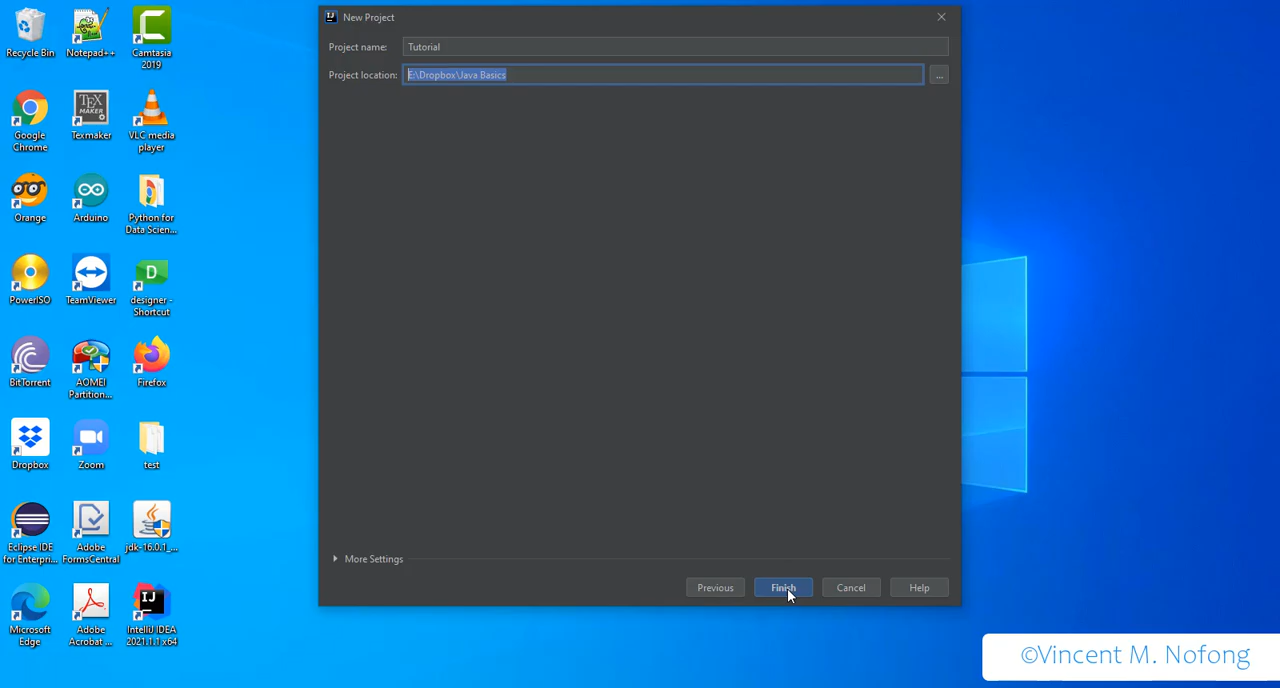 New Project
Project name:
Tutorial
Project location:
E:\Dropbox\Java Basics
...
More Settings
Previous
Finish
Cancel
Help
Recycle Bin
Notepad++
Camtasia
2019
Google
Chrome
Texmaker
VLC media
player
Orange
Arduino
Python for
Data Scien...
PowerISO
TeamViewer
designer -
Shortcut
BitTorrent
AOMEI
Partition...
Firefox
Dropbox
Zoom
test
Eclipse IDE
for Enterpri...
Adobe
FormsCentral
jdk-16.0.1_...
Microsoft
Edge
Adobe
Acrobat ...
IntelliJ IDEA
2021.1.1 x64
TEX
MAKER
IJ
D
©Vincent M. Nofong